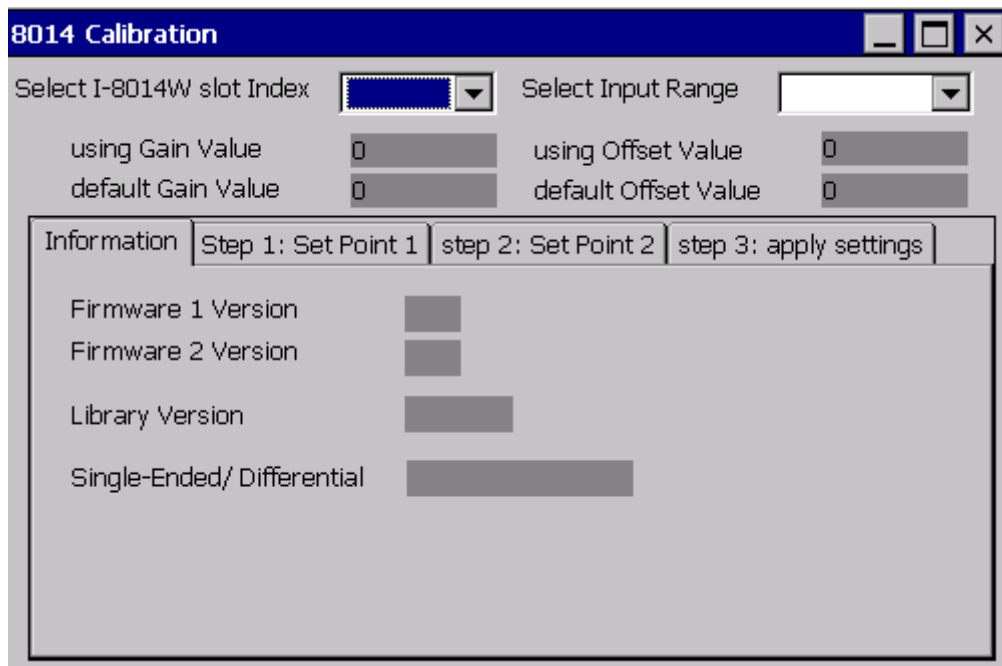 8014 Calibration
Select I-8014W slot Index Select Input Range
using Gain Value 0 using Offset Value 0
default Gain Value 0 default Offset Value 0
Information Step 1: Set Point 1 step 2: Set Point 2 step 3: apply settings
Firmware 1 Version
Firmware 2 Version
Library Version
Single-Ended/ Differential